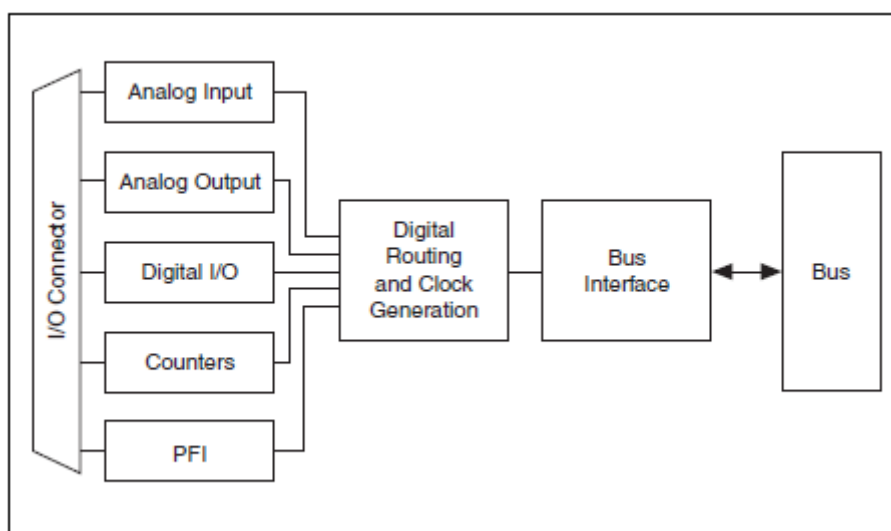 I/O Connector
Analog Input
Analog Output
Digital I/O
Counters
PFI
Digital
Routing
and Clock
Generation
Bus
Interface
Bus